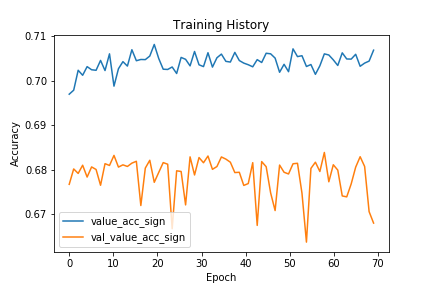 Training History
0.71
0.70
0.69
0.68
0.67
Accuracy
value_acc_sign
val_value_acc_sign
0 10 20 30 40 50 60 70
Epoch